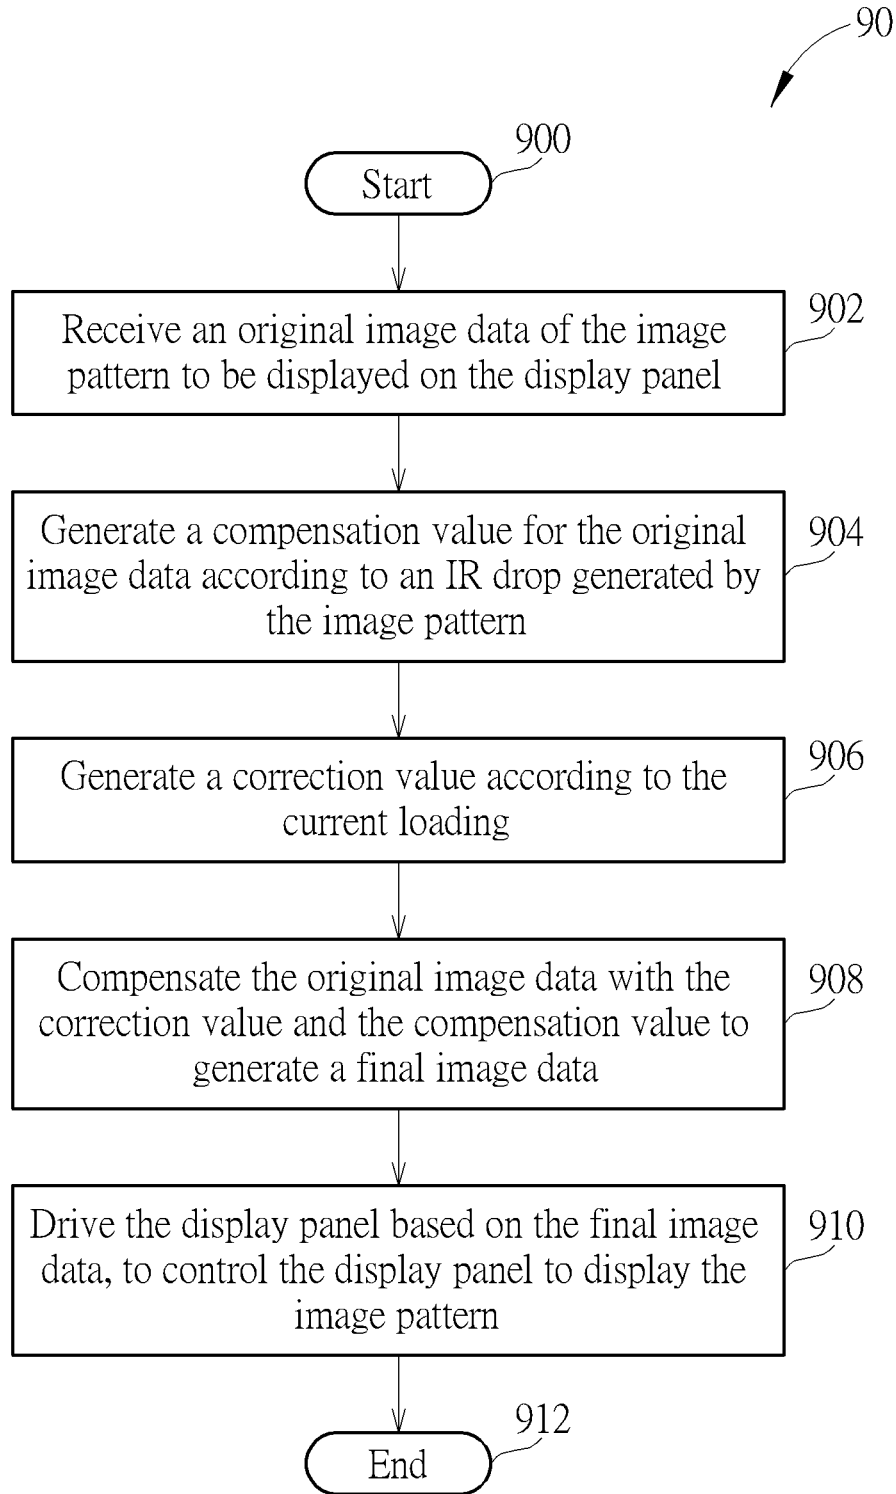 90
900
Start
902
Receive an original image data of the image
pattern to be displayed on the display panel
904
Generate a compensation value for the original
image data according to an IR drop generated by
the image pattern
906
Generate a correction value according to the
current loading
908
Compensate the original image data with the
correction value and the compensation value to
generate a final image data
910
Drive the display panel based on the final image
data, to control the display panel to display the
image pattern
912
End